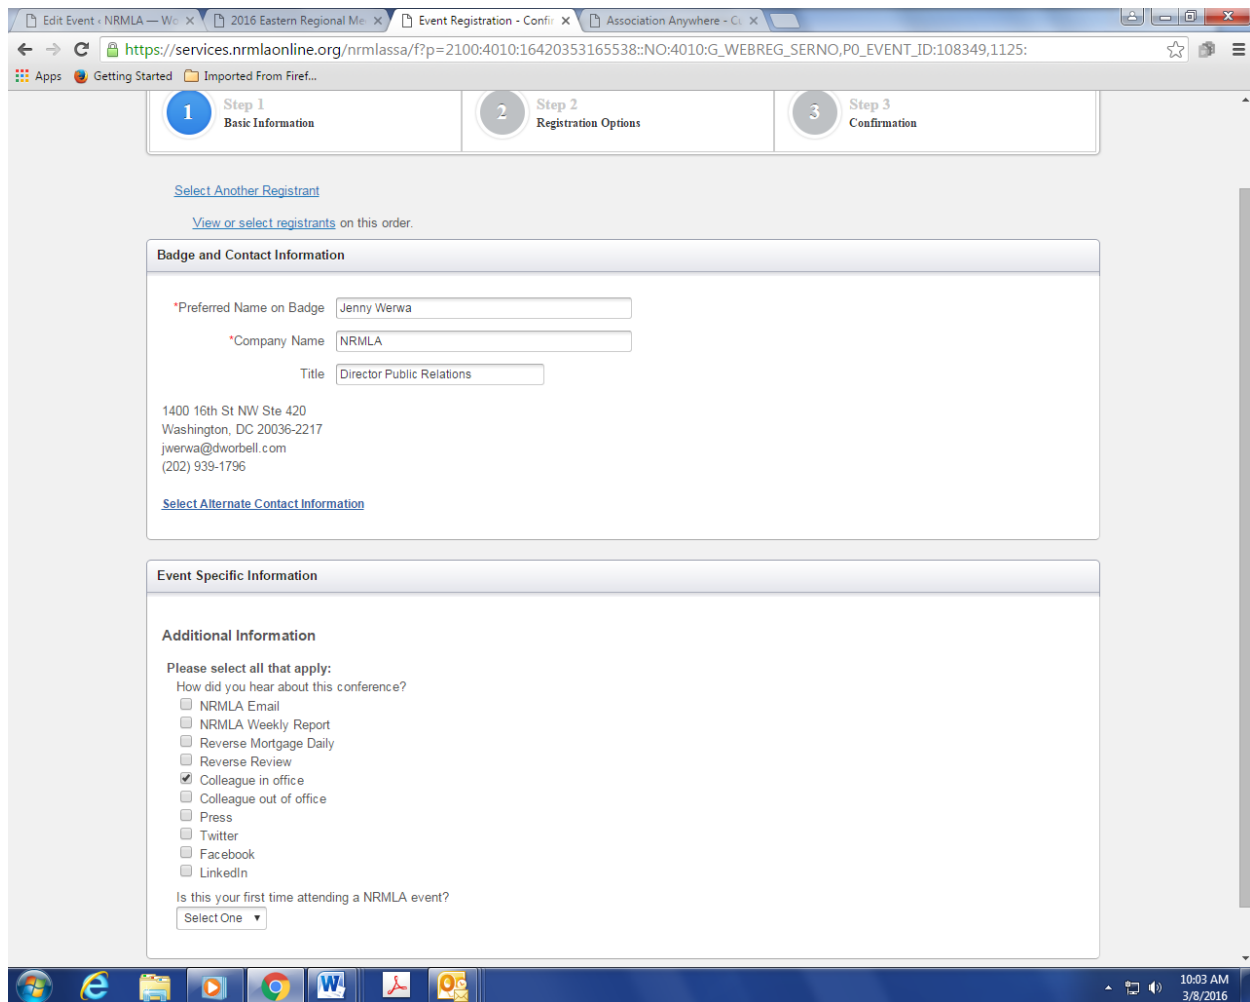 Edit Event ‹ NRMLA — Wo
2016 Eastern Regional Me
Event Registration - Confir
Association Anywhere - Cu
https://services.nrmlaonline.org/nrmlassa/f?p=2100:4010:16420353165538::NO:4010:G_WEBREG_SERNO,P0_EVENT_ID:108349,1125:
Apps Getting Started Imported From Firef...
1 Step 1
Basic Information
2 Step 2
Registration Options
3 Step 3
Confirmation
Select Another Registrant
View or select registrants on this order.
Badge and Contact Information
*Preferred Name on Badge Jenny Werwa
*Company Name NRMLA
Title Director Public Relations
1400 16th St NW Ste 420
Washington, DC 20036-2217
jwerwa@dworbell.com
(202) 939-1796
Select Alternate Contact Information
Event Specific Information
Additional Information
Please select all that apply:
How did you hear about this conference?
NRMLA Email
NRMLA Weekly Report
Reverse Mortgage Daily
Reverse Review
Colleague in office
Colleague out of office
Press
Twitter
Facebook
LinkedIn
Is this your first time attending a NRMLA event?
Select One
10:03 AM
3/8/2016